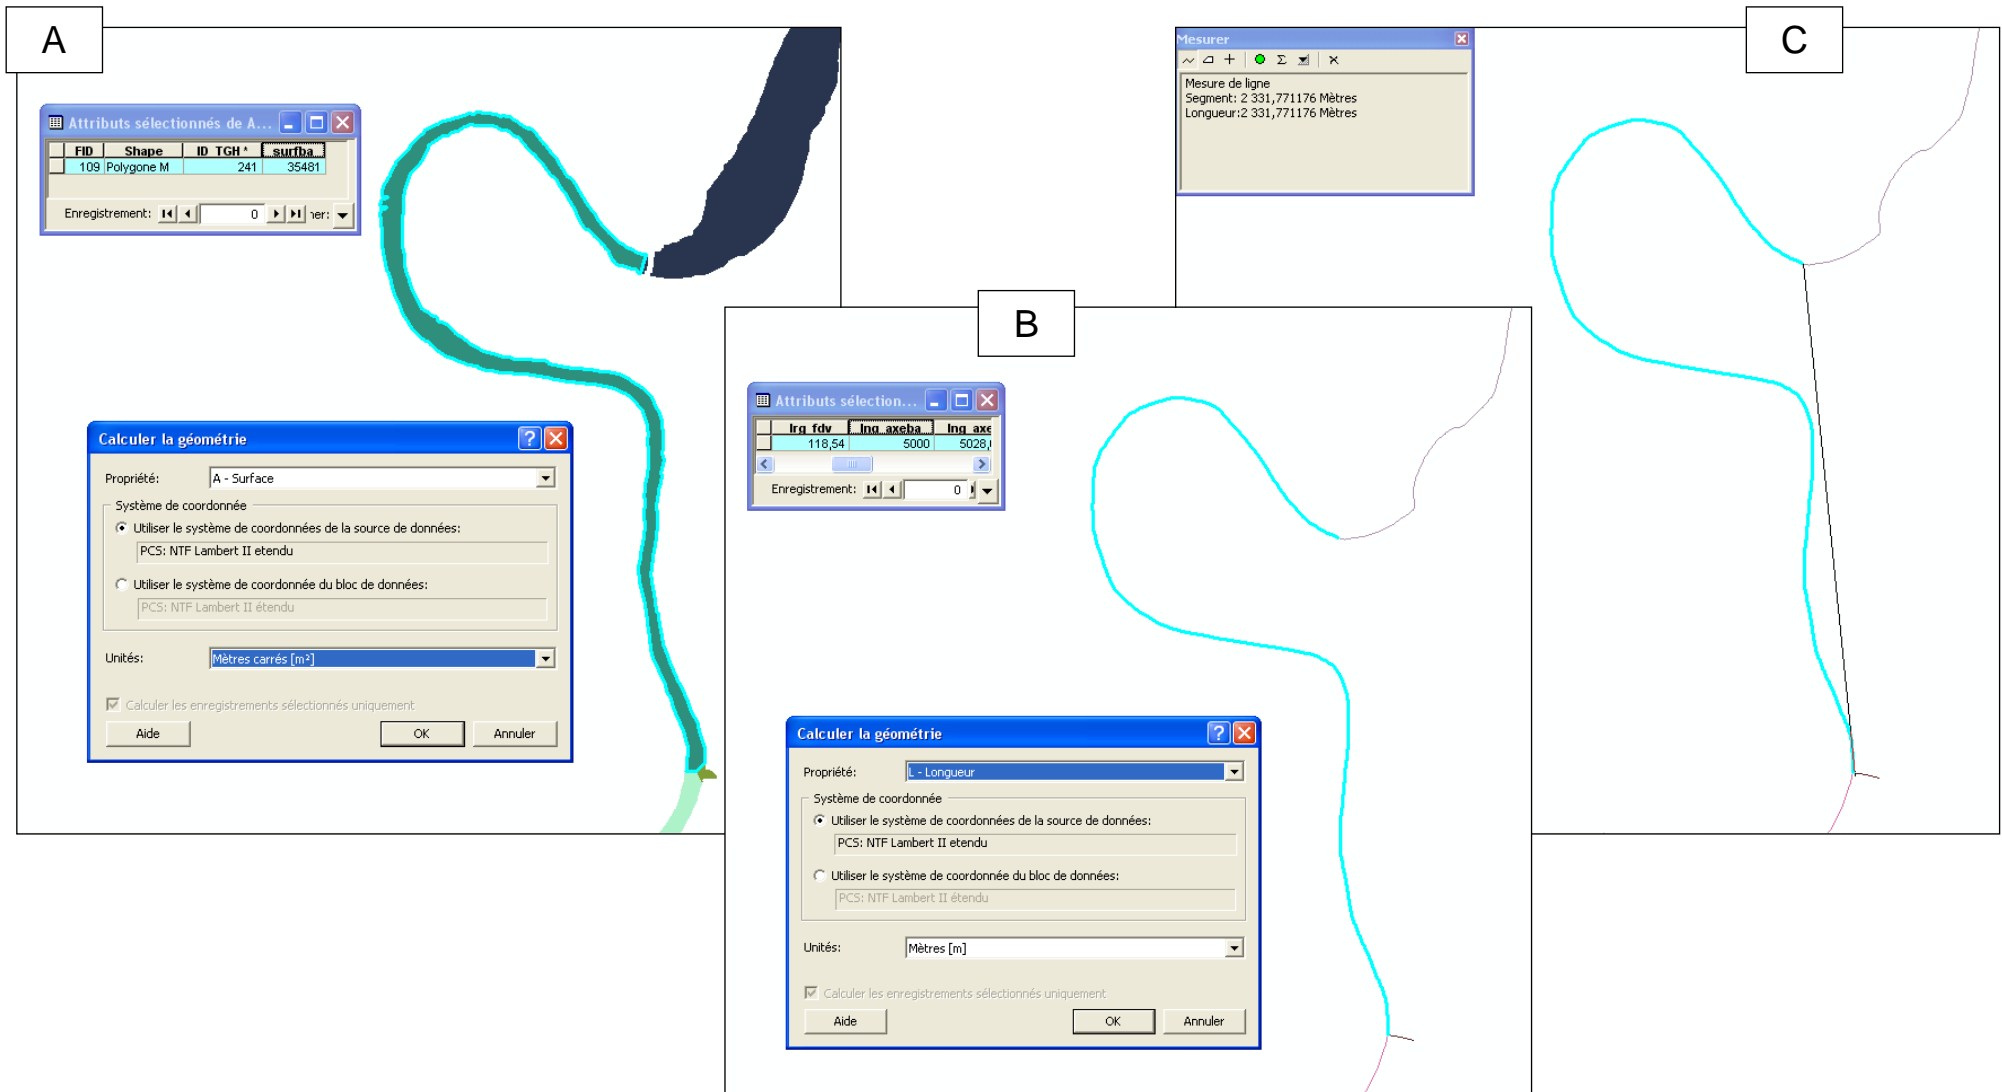 A
Attributs sélectionnés de A...
FID Shape ID_TGH * surfba
109 Polygone M 241 35481
Enregistrement: 0
Calculer la géométrie
Propriété: A - Surface
Système de coordonnée
Utiliser le système de coordonnées de la source de données:
PCS: NTF Lambert II etendu
Utiliser le système de coordonnée du bloc de données:
PCS: NTF Lambert II étendu
Unités: Mètres carrés [m²]
Calculer les enregistrements sélectionnés uniquement
Aide OK Annuler
B
Attributs sélection...
lrg_fdv lng_axeba lng_axe
118,54 5000 5028,
Enregistrement: 0
Calculer la géométrie
Propriété: L - Longueur
Système de coordonnée
Utiliser le système de coordonnées de la source de données:
PCS: NTF Lambert II etendu
Utiliser le système de coordonnée du bloc de données:
PCS: NTF Lambert II étendu
Unités: Mètres [m]
Calculer les enregistrements sélectionnés uniquement
Aide OK Annuler
C
Mesurer
Mesure de ligne
Segment: 2 331,771176 Mètres
Longueur:2 331,771176 Mètres